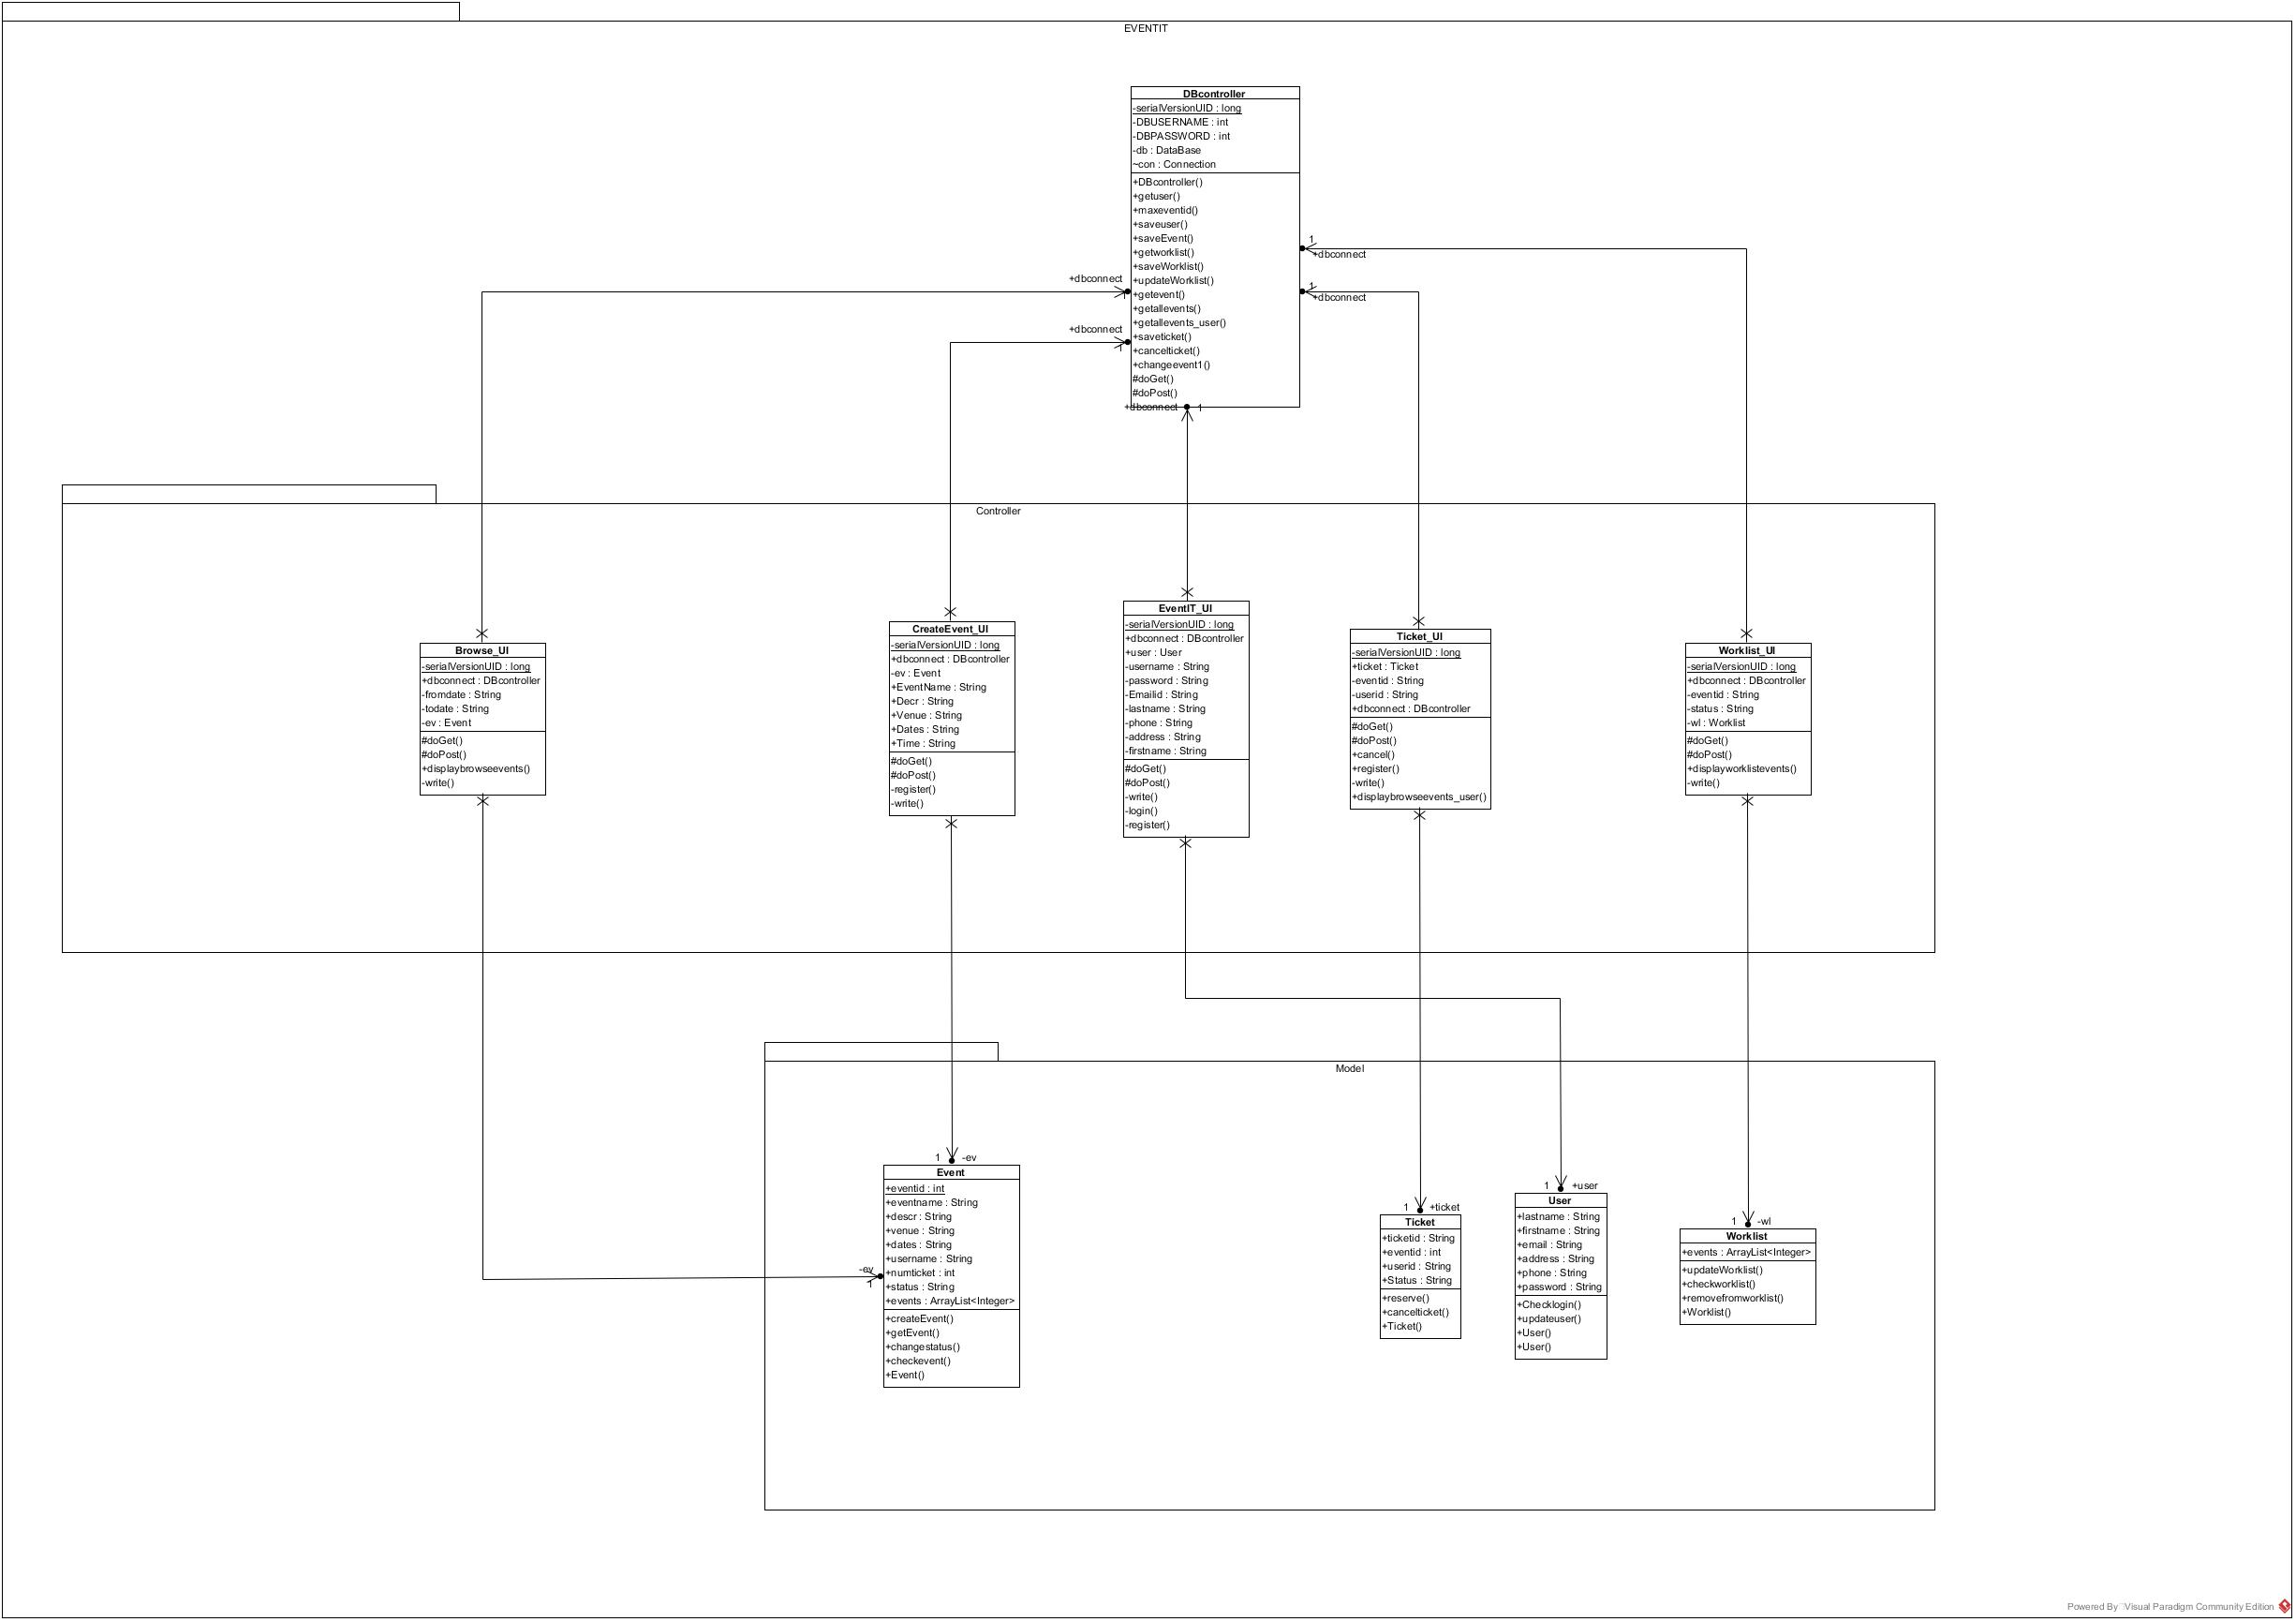 EVENTIT
DBcontroller
-serialVersionUID : long
-DBUSERNAME : int
-DBPASSWORD : int
-db : DataBase
~con : Connection
+DBcontroller()
+getuser()
+maxeventid()
+saveuser()
+saveEvent()
+getworklist()
+saveWorklist()
+updateWorklist()
+getevent()
+getallevents()
+getallevents_user()
+saveticket()
+cancelticket()
+changeevent1()
#doGet()
#doPost()
+dbconnect
1
+dbconnect
1
+dbconnect 1
1
+dbconnect
1
+dbconnect
Controller
Browse_UI
-serialVersionUID : long
+dbconnect : DBcontroller
-fromdate : String
-todate : String
-ev : Event
#doGet()
#doPost()
+displaybrowseevents()
-write()
CreateEvent_UI
-serialVersionUID : long
+dbconnect : DBcontroller
-ev : Event
+EventName : String
+Decr : String
+Venue : String
+Dates : String
+Time : String
#doGet()
#doPost()
-register()
-write()
EventIT_UI
-serialVersionUID : long
+dbconnect : DBcontroller
+user : User
-username : String
-password : String
-Emailid : String
-lastname : String
-phone : String
-address : String
-firstname : String
#doGet()
#doPost()
-write()
-login()
-register()
Ticket_UI
-serialVersionUID : long
+ticket : Ticket
-eventid : String
-userid : String
+dbconnect : DBcontroller
#doGet()
#doPost()
+cancel()
+register()
-write()
+displaybrowseevents_user()
Worklist_UI
-serialVersionUID : long
+dbconnect : DBcontroller
-eventid : String
-status : String
-wl : Worklist
#doGet()
#doPost()
+displayworklistevents()
-write()
Model
1 -ev
-ev
1
Event
+eventid : int
+eventname : String
+descr : String
+venue : String
+dates : String
+username : String
+numticket : int
+status : String
+events : ArrayList<Integer>
+createEvent()
+getEvent()
+changestatus()
+checkevent()
+Event()
1 +ticket
Ticket
+ticketid : String
+eventid : int
+userid : String
+Status : String
+reserve()
+cancelticket()
+Ticket()
1 +user
User
+lastname : String
+firstname : String
+email : String
+address : String
+phone : String
+password : String
+Checklogin()
+updateuser()
+User()
+User()
1 -wl
Worklist
+events : ArrayList<Integer>
+updateWorklist()
+checkworklist()
+removefromworklist()
+Worklist()
Powered By Visual Paradigm Community Edition